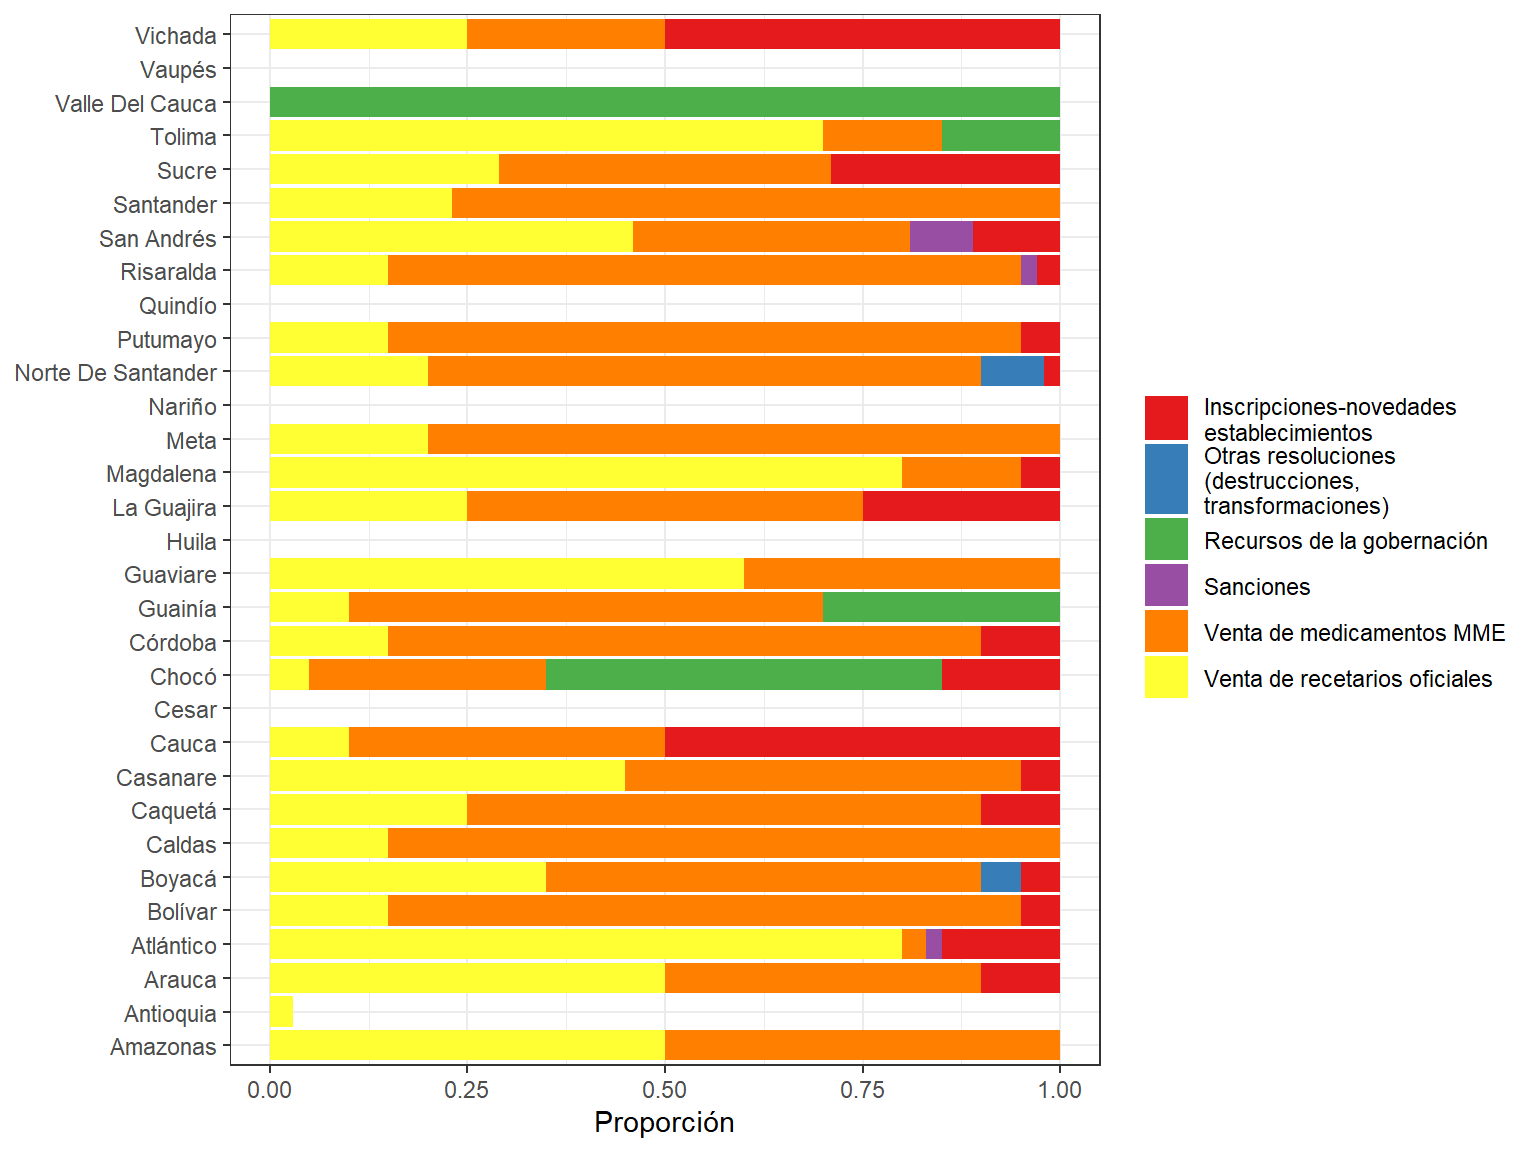 Vichada
Vaupés
Valle Del Cauca
Tolima
Sucre
Santander
San Andrés
Risaralda
Quindío
Putumayo
Norte De Santander
Nariño
Meta
Magdalena
La Guajira
Huila
Guaviare
Guainía
Córdoba
Chocó
Cesar
Cauca
Casanare
Caquetá
Caldas
Boyacá
Bolívar
Atlántico
Arauca
Antioquia
Amazonas
0.00 0.25 0.50 0.75 1.00
Proporción
Inscripciones-novedades
establecimientos
Otras resoluciones
(destrucciones,
transformaciones)
Recursos de la gobernación
Sanciones
Venta de medicamentos MME
Venta de recetarios oficiales